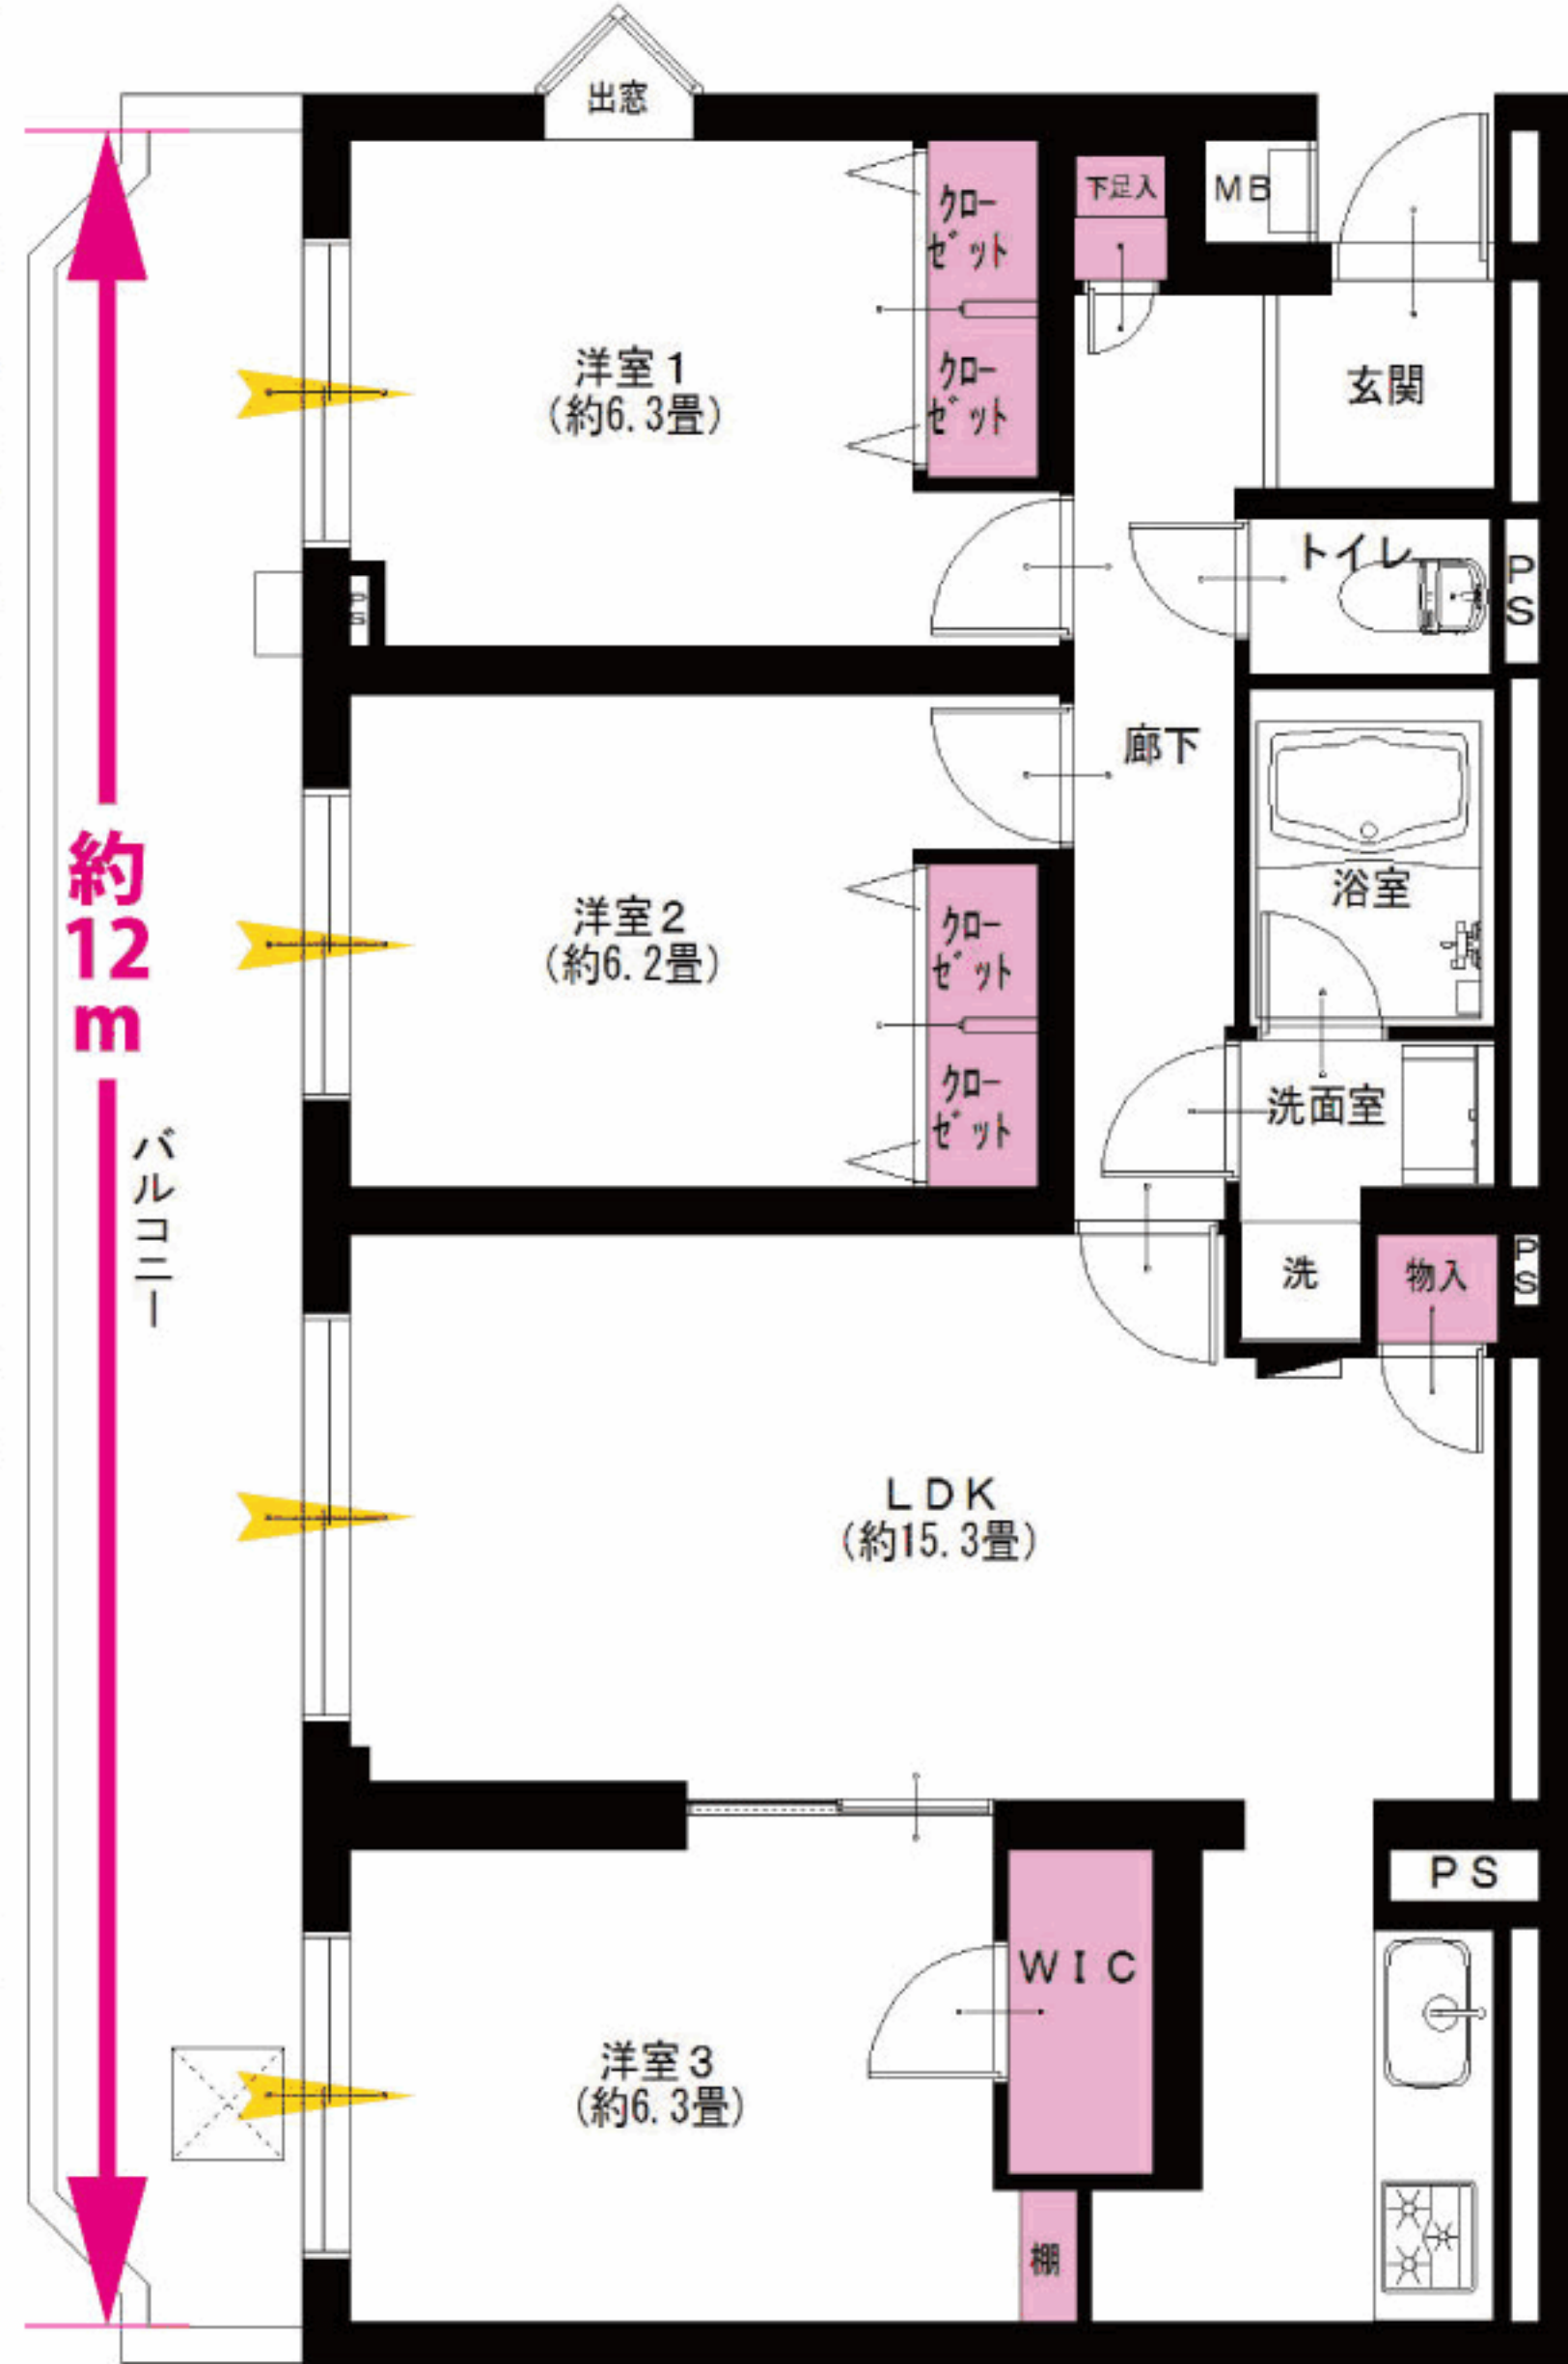 出窓
クロー
ゼット
下足入
MB
洋室1
(約6.3畳)
クロー
ゼット
玄関
トイレ
PS
PS
廊下
浴室
約
12
m
洋室2
(約6.2畳)
クロー
ゼット
クロー
ゼット
洗面室
バルコニー
洗
物入
PS
LDK
(約15.3畳)
PS
WIC
洋室3
(約6.3畳)
棚